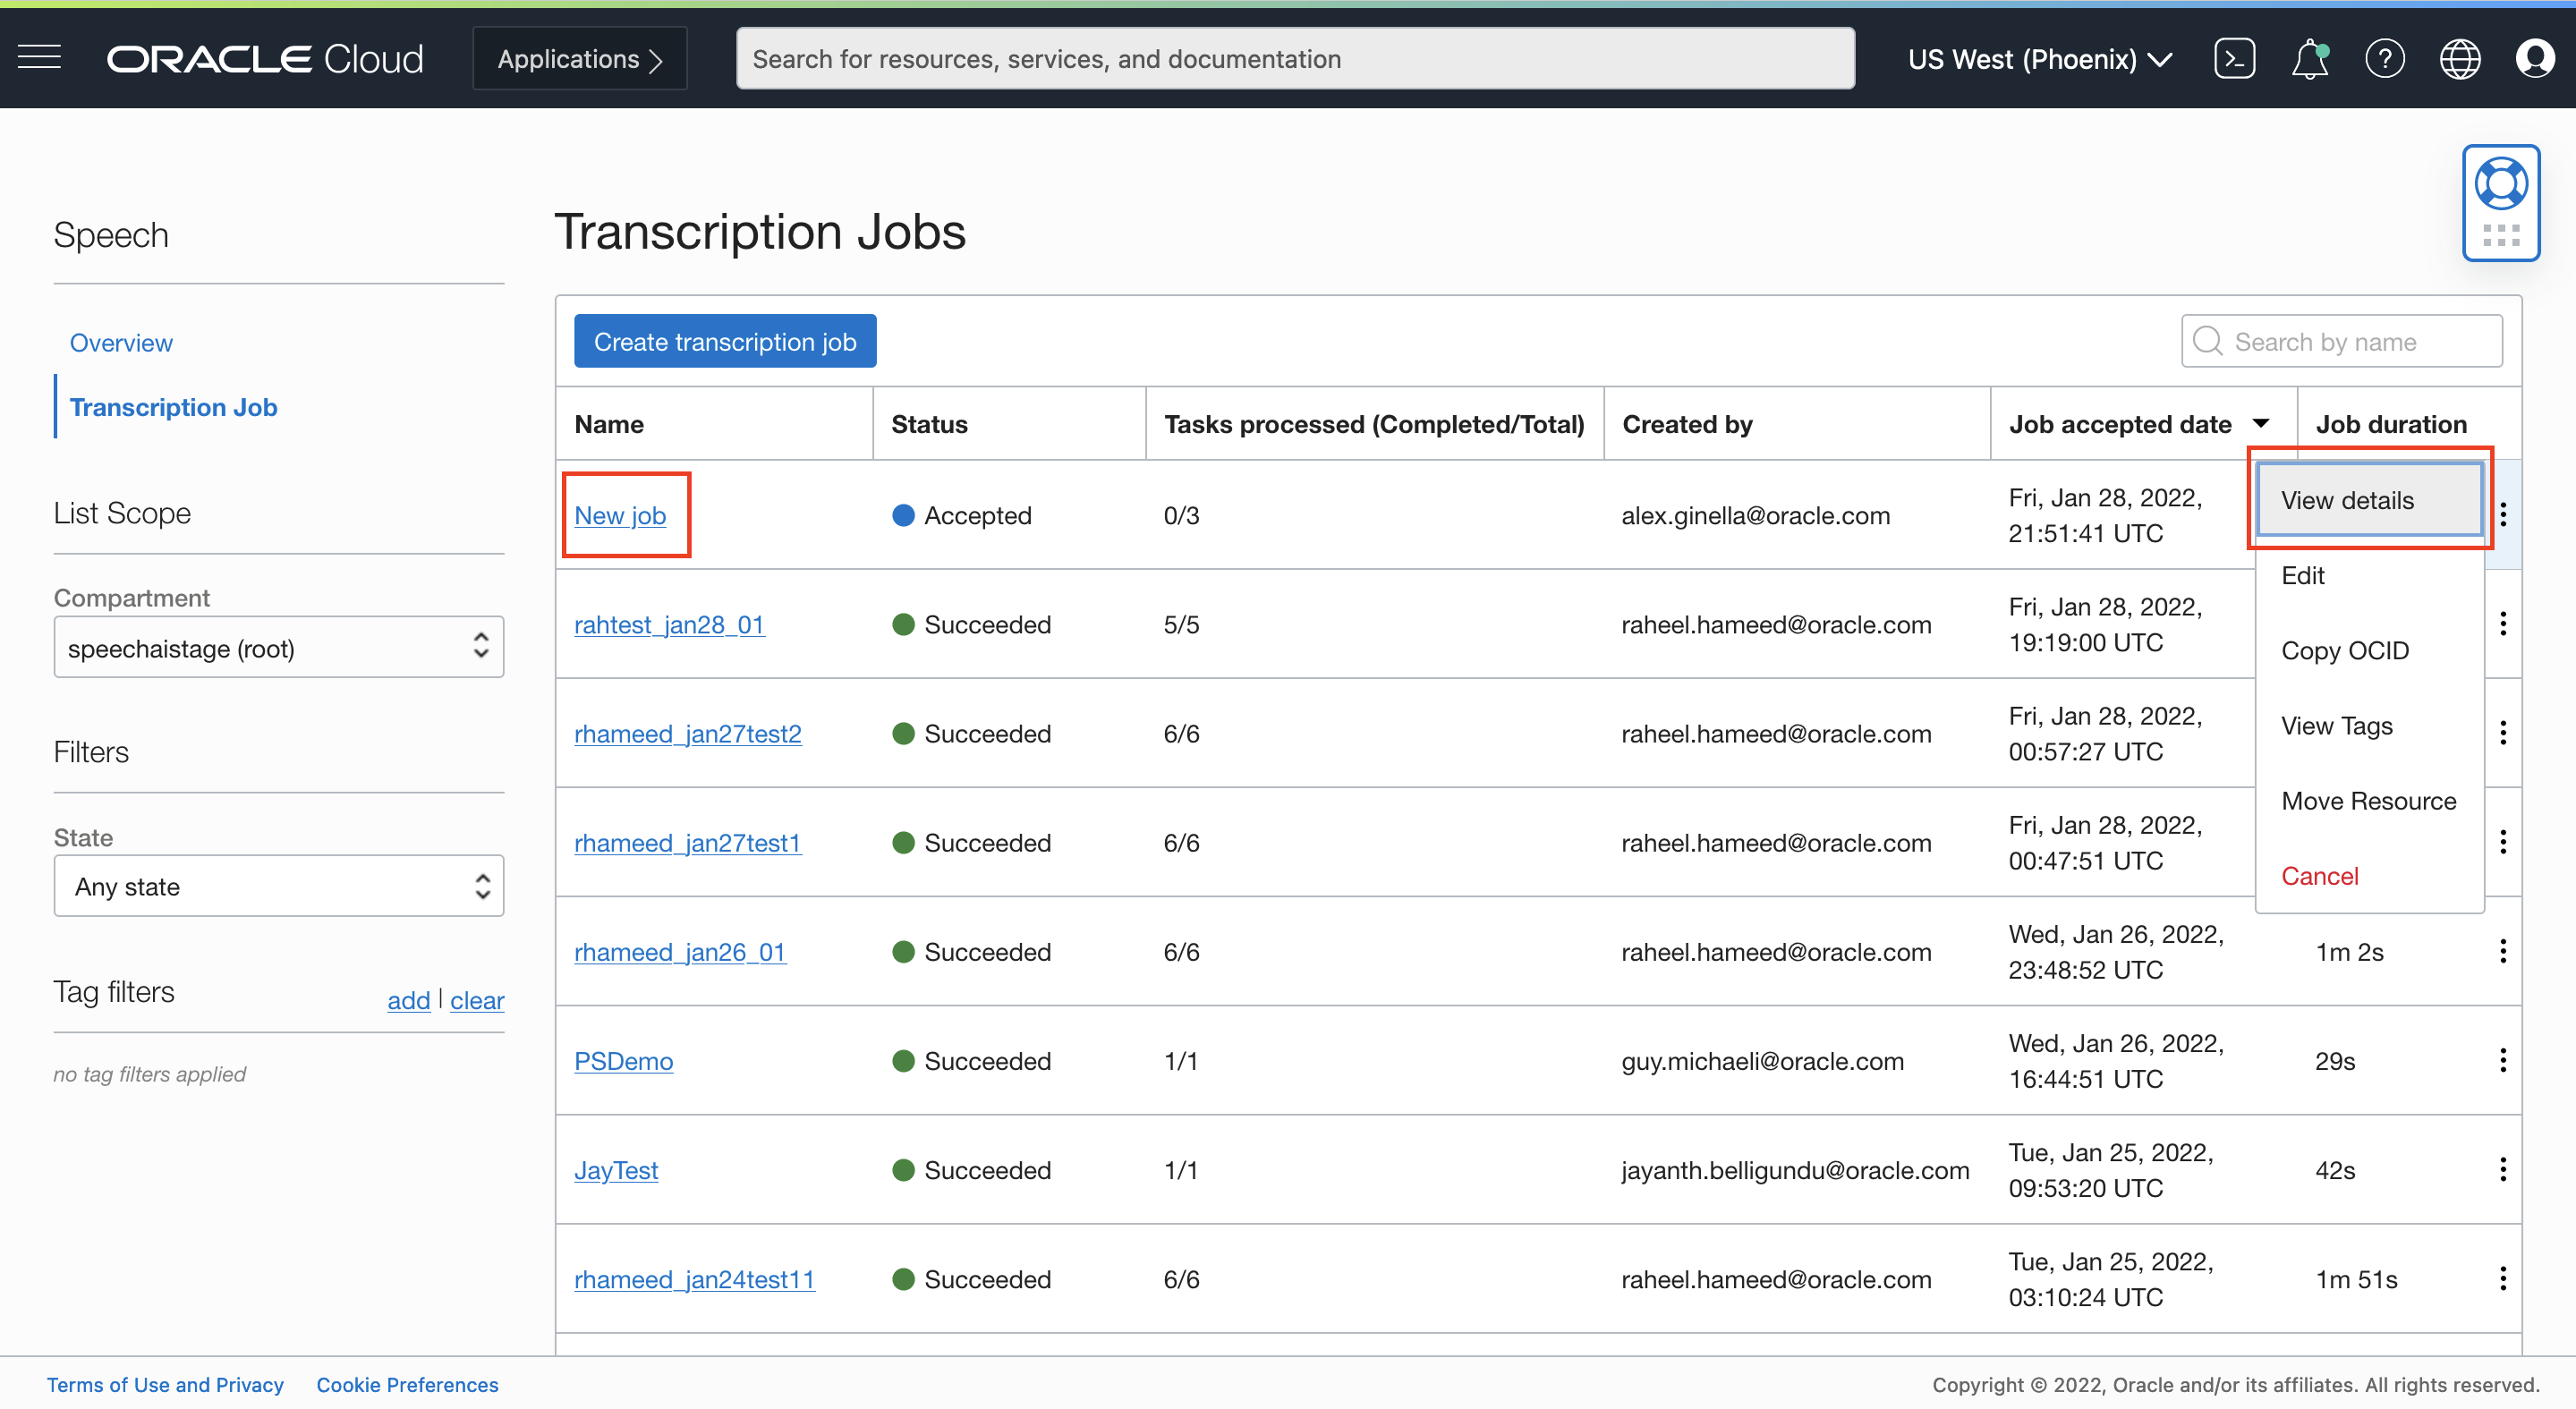 ORACLE Cloud
Applications
Search for resources, services, and documentation
US West (Phoenix)
Speech
Overview
Transcription Job
List Scope
Compartment
speechaistage (root)
Filters
State
Any state
Tag filters
add | clear
no tag filters applied
Transcription Jobs
Create transcription job
Search by name
Name Status Tasks processed (Completed/Total) Created by Job accepted date Job duration
New job Accepted 0/3 alex.ginella@oracle.com Fri, Jan 28, 2022,
21:51:41 UTC
rahtest_jan28_01 Succeeded 5/5 raheel.hameed@oracle.com Fri, Jan 28, 2022,
19:19:00 UTC
rhameed_jan27test2 Succeeded 6/6 raheel.hameed@oracle.com Fri, Jan 28, 2022,
00:57:27 UTC
rhameed_jan27test1 Succeeded 6/6 raheel.hameed@oracle.com Fri, Jan 28, 2022,
00:47:51 UTC
rhameed_jan26_01 Succeeded 6/6 raheel.hameed@oracle.com Wed, Jan 26, 2022,
23:48:52 UTC 1m 2s
PSDemo Succeeded 1/1 guy.michaeli@oracle.com Wed, Jan 26, 2022,
16:44:51 UTC 29s
JayTest Succeeded 1/1 jayanth.belligundu@oracle.com Tue, Jan 25, 2022,
09:53:20 UTC 42s
rhameed_jan24test11 Succeeded 6/6 raheel.hameed@oracle.com Tue, Jan 25, 2022,
03:10:24 UTC 1m 51s
View details
Edit
Copy OCID
View Tags
Move Resource
Cancel
Terms of Use and Privacy Cookie Preferences
Copyright © 2022, Oracle and/or its affiliates. All rights reserved.